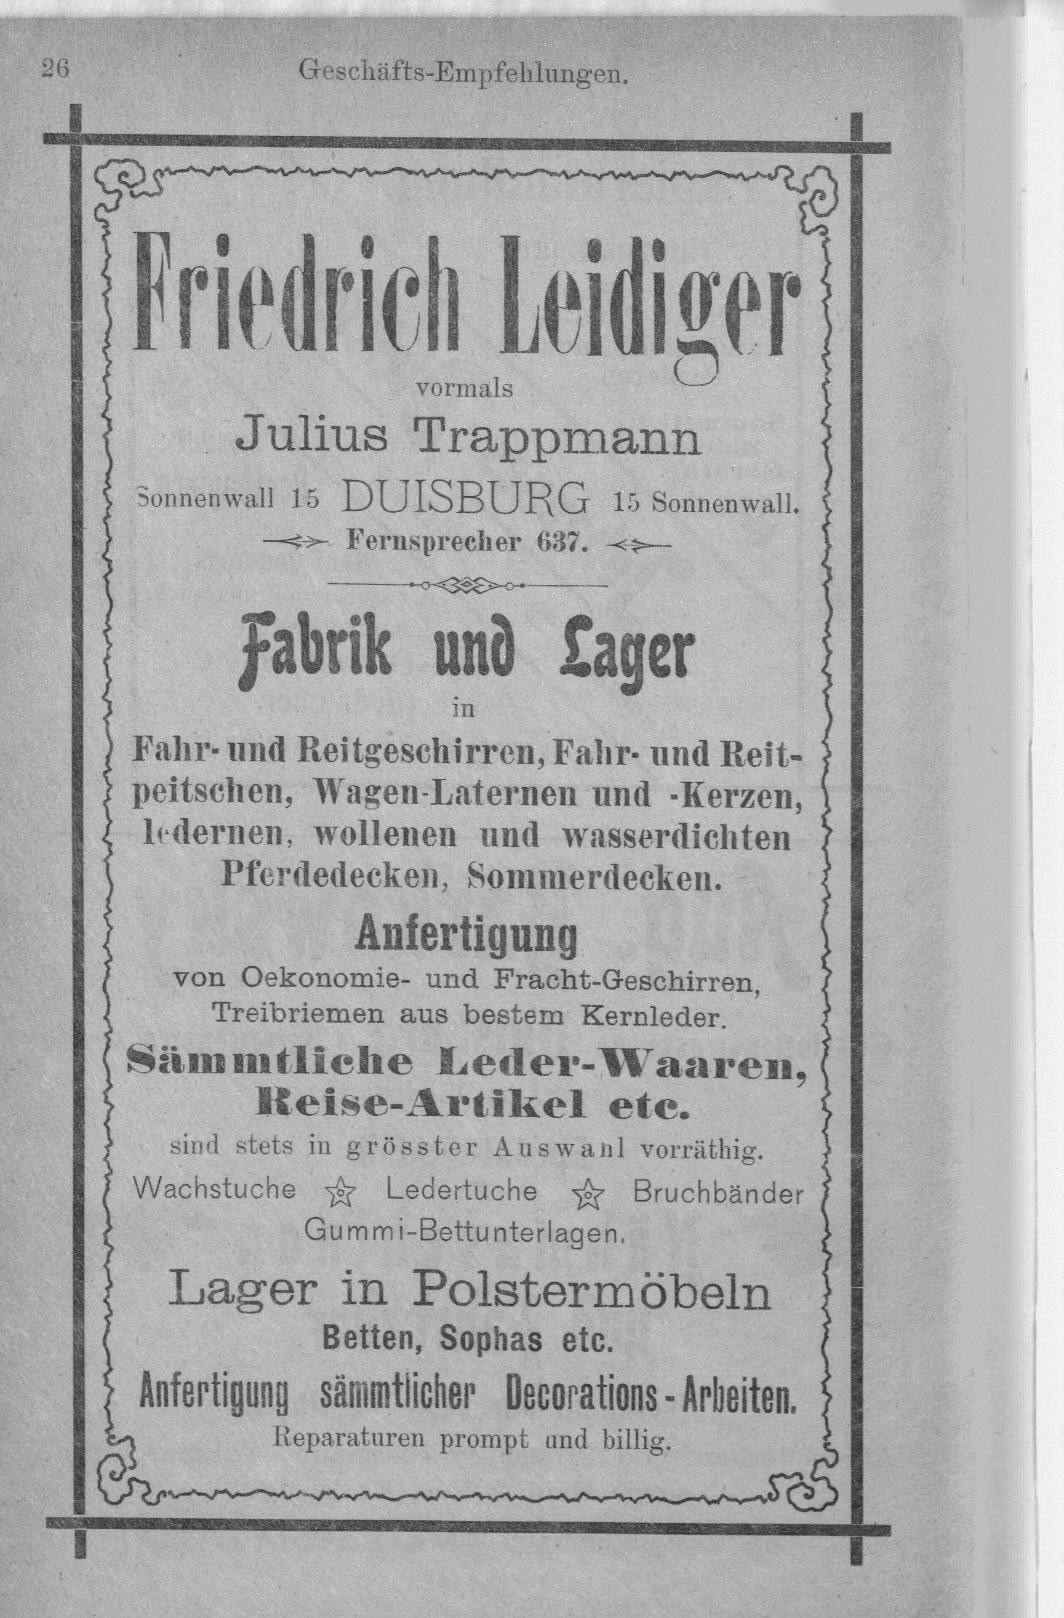 26
Geschäfts-Empfehlungen.
Friedrich Leidiger
vormals
Julius Trappmann
Sonnenwall 15 DUISBURG 15 Sonnenwall.
Fernsprecher 637.
Fabrik und Lager
in
Fahr- und Reitgeschirren, Fahr- und Reit-
peitschen, Wagen-Laternen und -Kerzen,
ledernen, wollenen und wasserdichten
Pferdedecken, Sommerdecken.
Anfertigung
von Oekonomie- und Fracht-Geschirren,
Treibriemen aus bestem Kernleder.
Sämmtliche Leder-Waaren,
Reise-Artikel etc.
sind stets in grösster Auswahl vorräthig.
Wachstuche ☆ Ledertuche ☆ Bruchbänder
Gummi-Bettunterlagen.
Lager in Polstermöbeln
Betten, Sophas etc.
Anfertigung sämmtlicher Decorations-Arbeiten.
Reparaturen prompt und billig.